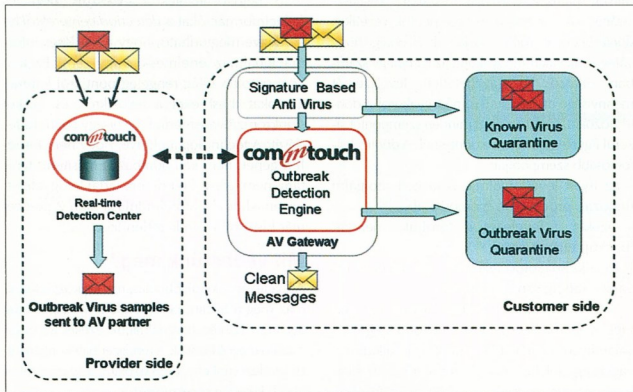 commtouch
Real-time
Detection Center
Outbreak Virus samples
sent to AV partner
Provider side
Signature Based
Anti Virus
commtouch
Outbreak
Detection
Engine
AV Gateway
Clean
Messages
Known Virus
Quarantine
Outbreak Virus
Quarantine
Customer side